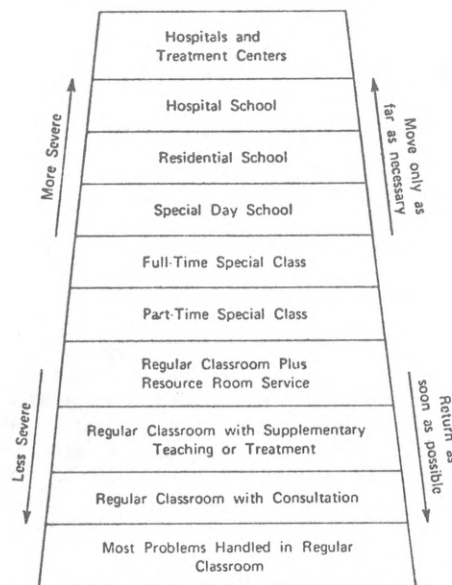 Hospitals and
Treatment Centers
Hospital School
Residential School
Special Day School
Full-Time Special Class
Part-Time Special Class
Regular Classroom Plus
Resource Room Service
Regular Classroom with Supplementary
Teaching or Treatment
Regular Classroom with Consultation
Most Problems Handled in Regular
Classroom
More Severe
Less Severe
Move only as
far as necessary
Return as
soon as possible